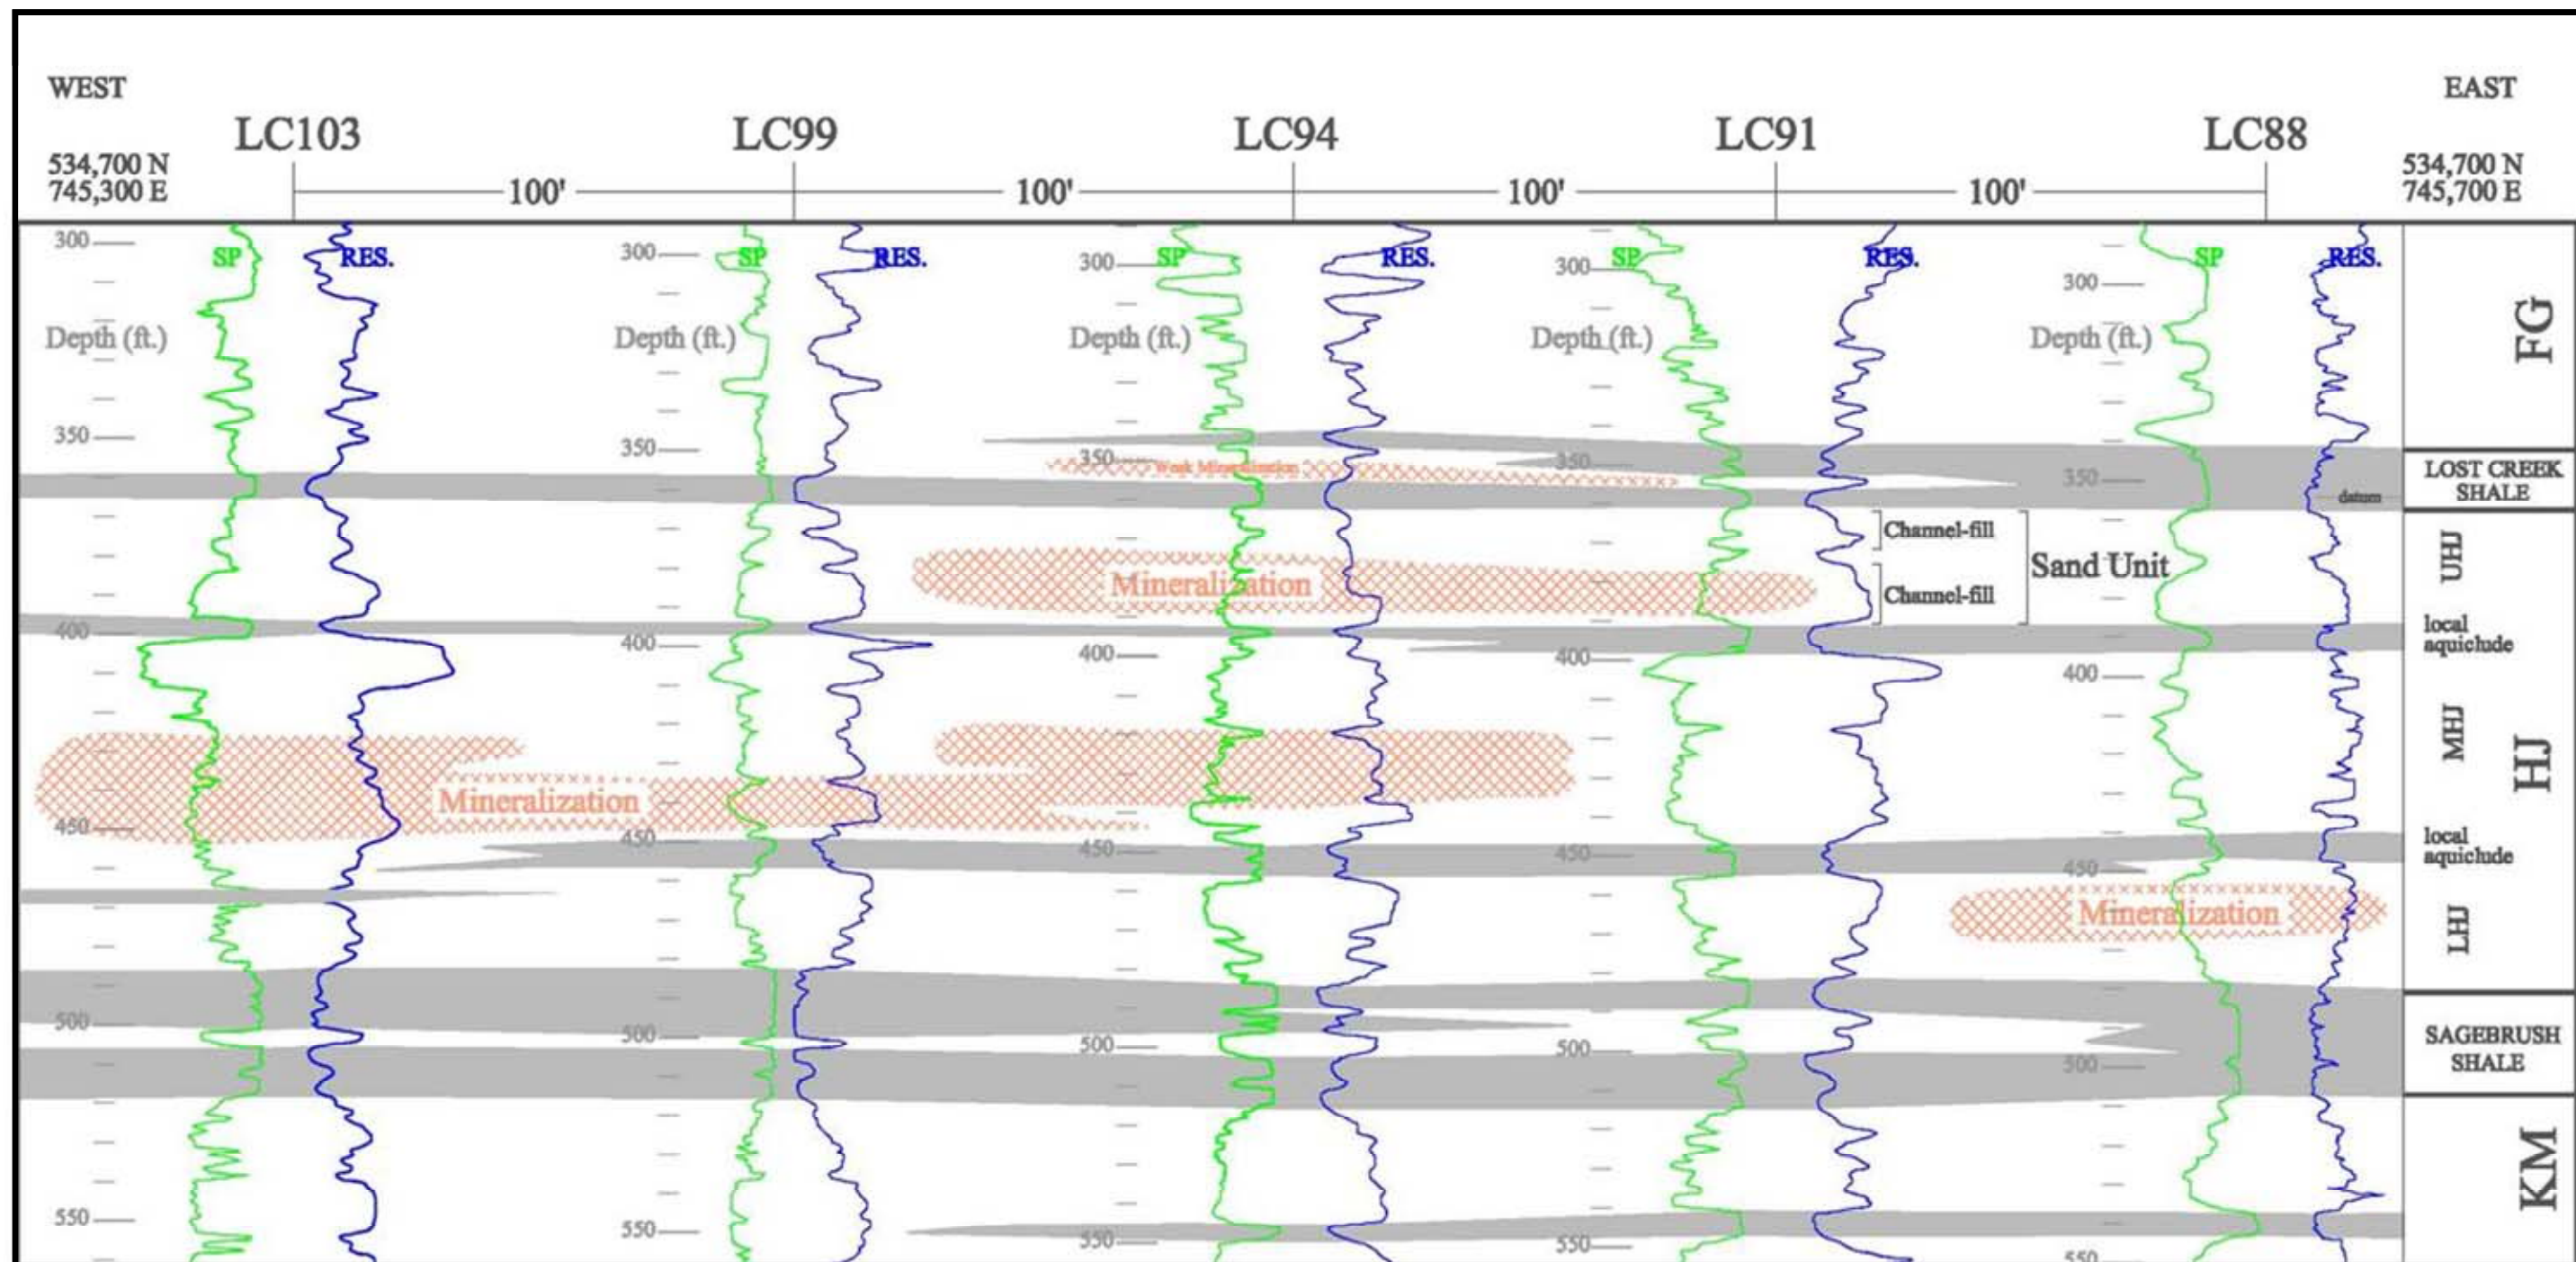 WEST
EAST
LC103
LC99
LC94
LC91
LC88
534,700 N
745,300 E
534,700 N
745,700 E
100'
100'
100'
100'
SP
RES.
SP
RES.
SP
RES.
SP
RES.
SP
RES.
300
300
300
300
300
Depth (ft.)
Depth (ft.)
Depth (ft.)
Depth (ft.)
Depth (ft.)
FG
350
350
350
350
350
Weak Mineralization
LOST CREEK
SHALE
datum
Channel-fill
Channel-fill
Sand Unit
Mineralization
UHJ
400
400
400
400
400
local
aquiclude
MHJ
HJ
Mineralization
450
450
450
450
450
local
aquiclude
Mineralization
LHJ
500
500
500
500
500
SAGEBRUSH
SHALE
KM
550
550
550
550
550